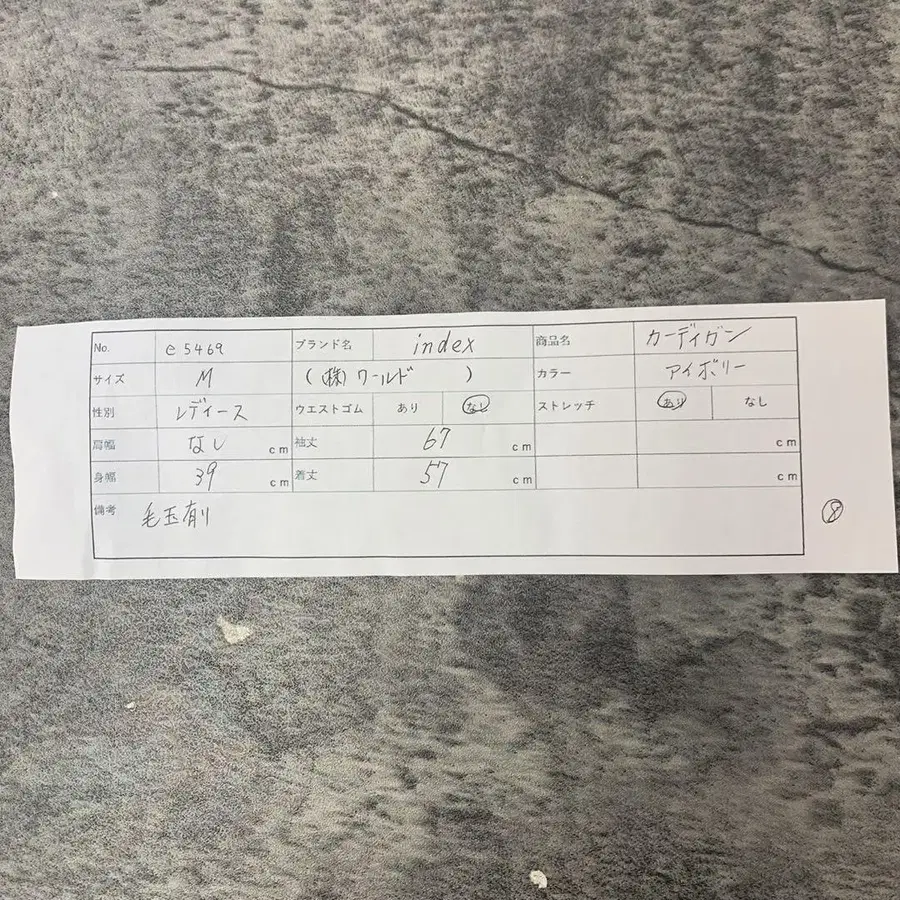 No. e5469 ブランド名 index 商品名 カーディガン
サイズ M (㈱ワールド ) カラー アイボリー
性別 レディース ウエストゴム あり なし ストレッチ あり なし
肩幅 なし cm 袖丈 67 cm cm
身幅 39 cm 着丈 57 cm cm
備考 毛玉有り
⑧